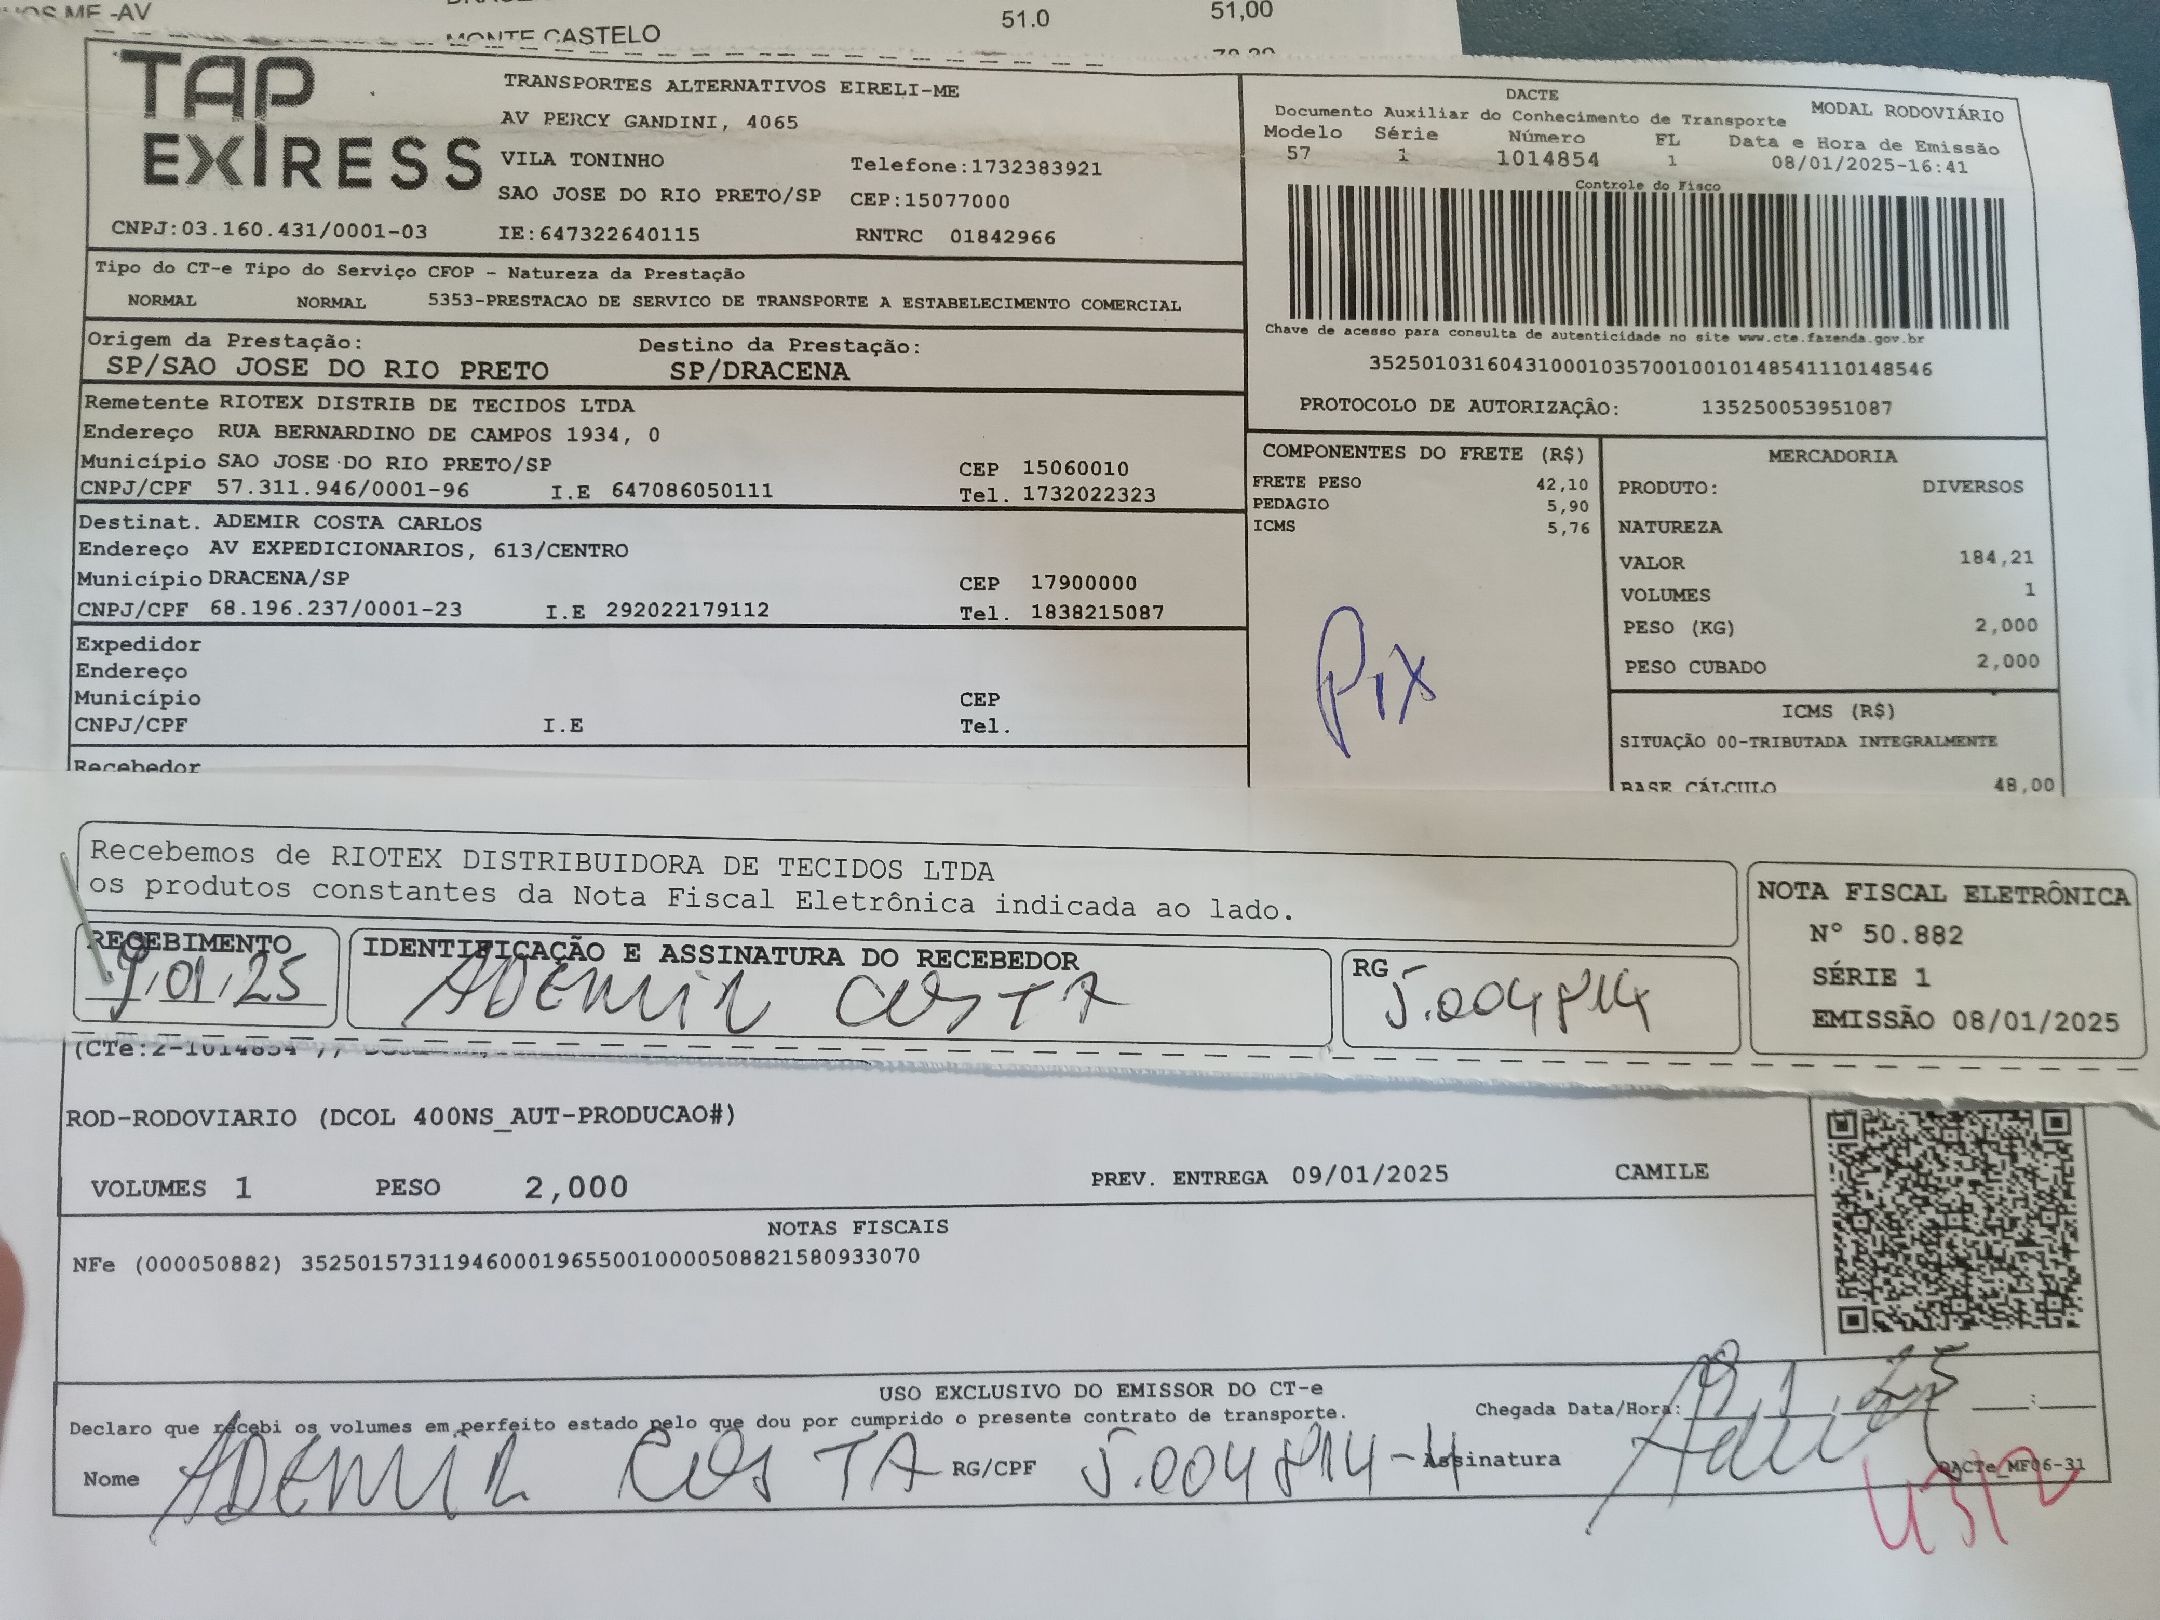 51.0 51,00
MONTE CASTELO
TAP EXPRESS
TRANSPORTES ALTERNATIVOS EIRELI-ME
AV PERCY GANDINI, 4065
VILA TONINHO Telefone:1732383921
SAO JOSE DO RIO PRETO/SP CEP:15077000
CNPJ:03.160.431/0001-03 IE:647322640115 RNTRC 01842966
DACTE MODAL RODOVIÁRIO
Documento Auxiliar do Conhecimento de Transporte
Modelo Série Número FL Data e Hora de Emissão
57 1 1014854 1 08/01/2025-16:41
Controle do Fisco
Chave de acesso para consulta de autenticidade no site www.cte.fazenda.gov.br
35250103160431000103570010010148541110148546
PROTOCOLO DE AUTORIZAÇÃO: 135250053951087
Tipo do CT-e Tipo do Serviço CFOP - Natureza da Prestação
NORMAL NORMAL 5353-PRESTACAO DE SERVICO DE TRANSPORTE A ESTABELECIMENTO COMERCIAL
Origem da Prestação: Destino da Prestação:
SP/SAO JOSE DO RIO PRETO SP/DRACENA
Remetente RIOTEX DISTRIB DE TECIDOS LTDA
Endereço RUA BERNARDINO DE CAMPOS 1934, 0
Município SAO JOSE DO RIO PRETO/SP CEP 15060010
CNPJ/CPF 57.311.946/0001-96 I.E 647086050111 Tel. 1732022323
Destinat. ADEMIR COSTA CARLOS
Endereço AV EXPEDICIONARIOS, 613/CENTRO
Município DRACENA/SP CEP 17900000
CNPJ/CPF 68.196.237/0001-23 I.E 292022179112 Tel. 1838215087
Expedidor
Endereço
Município CEP
CNPJ/CPF I.E Tel.
Recebedor
COMPONENTES DO FRETE (R$)
FRETE PESO 42,10
PEDAGIO 5,90
ICMS 5,76
Pix
MERCADORIA
PRODUTO: DIVERSOS
NATUREZA
VALOR 184,21
VOLUMES 1
PESO (KG) 2,000
PESO CUBADO 2,000
ICMS (R$)
SITUAÇÃO 00-TRIBUTADA INTEGRALMENTE
BASE CÁLCULO 48,00
Recebemos de RIOTEX DISTRIBUIDORA DE TECIDOS LTDA
os produtos constantes da Nota Fiscal Eletrônica indicada ao lado.
RECEBIMENTO
9,01,25
IDENTIFICAÇÃO E ASSINATURA DO RECEBEDOR
ADEMIR COSTA
RG
5.004814
NOTA FISCAL ELETRÔNICA
N° 50.882
SÉRIE 1
EMISSÃO 08/01/2025
(CTe:2-1014854
ROD-RODOVIARIO (DCOL 400NS_AUT-PRODUCAO#)
VOLUMES 1 PESO 2,000 PREV. ENTREGA 09/01/2025 CAMILE
NOTAS FISCAIS
NFe (000050882) 35250157311946000196550010000508821580933070
USO EXCLUSIVO DO EMISSOR DO CT-e
Declaro que recebi os volumes em perfeito estado pelo que dou por cumprido o presente contrato de transporte. Chegada Data/Hora: 9,1,25
Nome ADEMIR COSTA RG/CPF 5.004814-4 Assinatura
DACTe_MF06-31